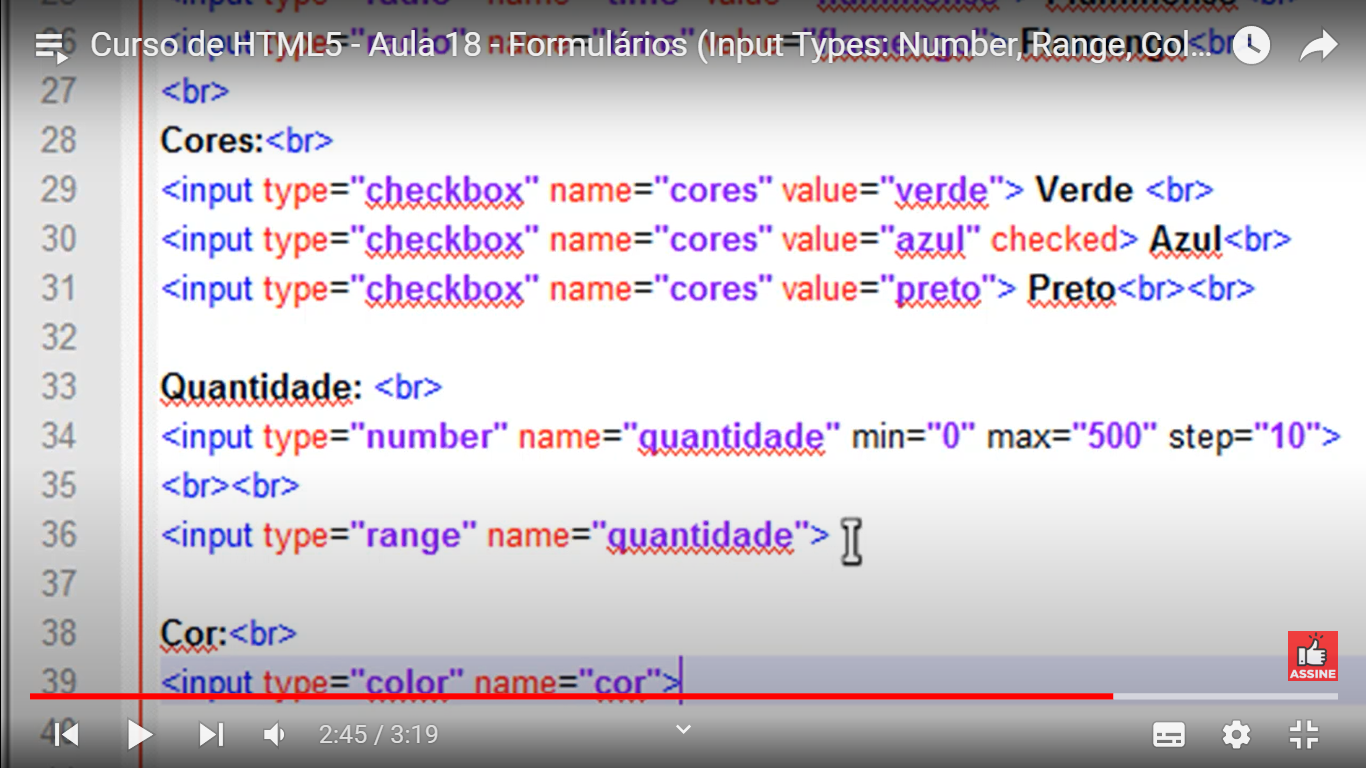 Curso de HTML5 - Aula 18 - Formulários (Input Types: Number, Range, Col...
26
27 <br>
28 Cores:<br>
29 <input type="checkbox" name="cores" value="verde"> Verde <br>
30 <input type="checkbox" name="cores" value="azul" checked> Azul<br>
31 <input type="checkbox" name="cores" value="preto"> Preto<br><br>
32
33 Quantidade: <br>
34 <input type="number" name="quantidade" min="0" max="500" step="10">
35 <br><br>
36 <input type="range" name="quantidade">
37
38 Cor:<br>
39 <input type="color" name="cor">
ASSINE
40
2:45 / 3:19